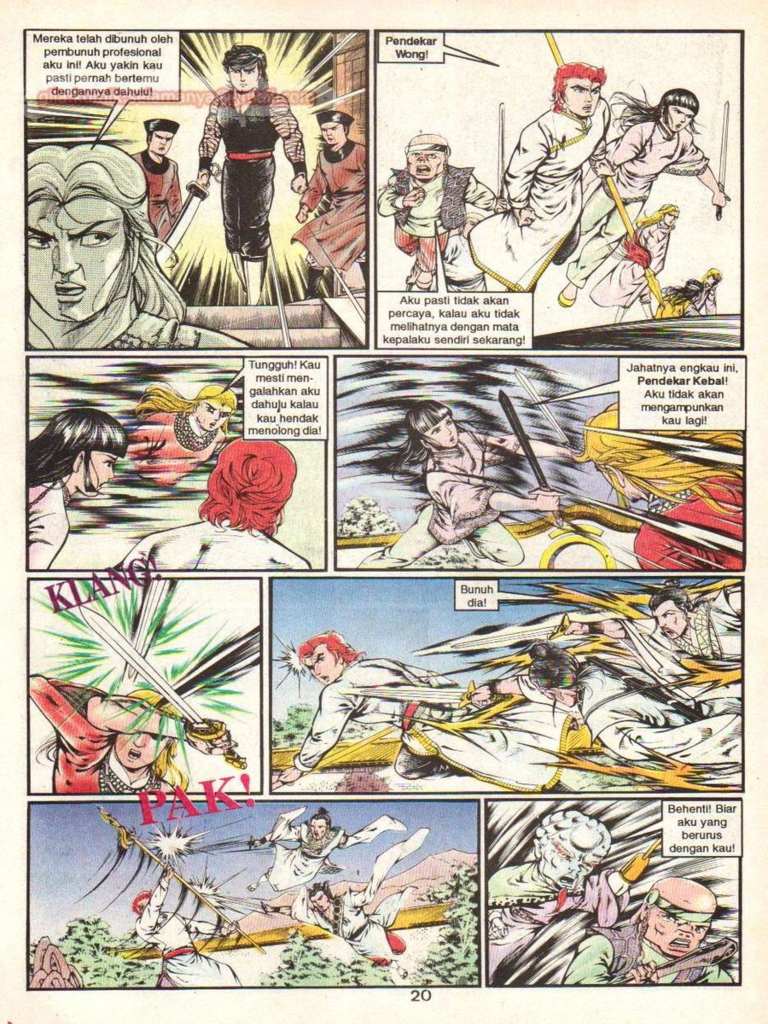 Mereka telah dibunuh oleh
pembunuh profesional
aku ini! Aku yakin kau
pasti pernah bertemu
dengannya dahulu!
Pendekar
Wong!
Aku pasti tidak akan
percaya, kalau aku tidak
melihatnya dengan mata
kepalaku sendiri sekarang!
Tungguh! Kau
mesti men-
galahkan aku
dahulu kalau
kau hendak
menolong dia!
Jahatnya engkau ini,
Pendekar Kebal!
Aku tidak akan
mengampunkan
kau lagi!
KLANG!
Bunuh
dia!
PAK!
Behenti! Biar
aku yang
berurus
dengan kau!
20